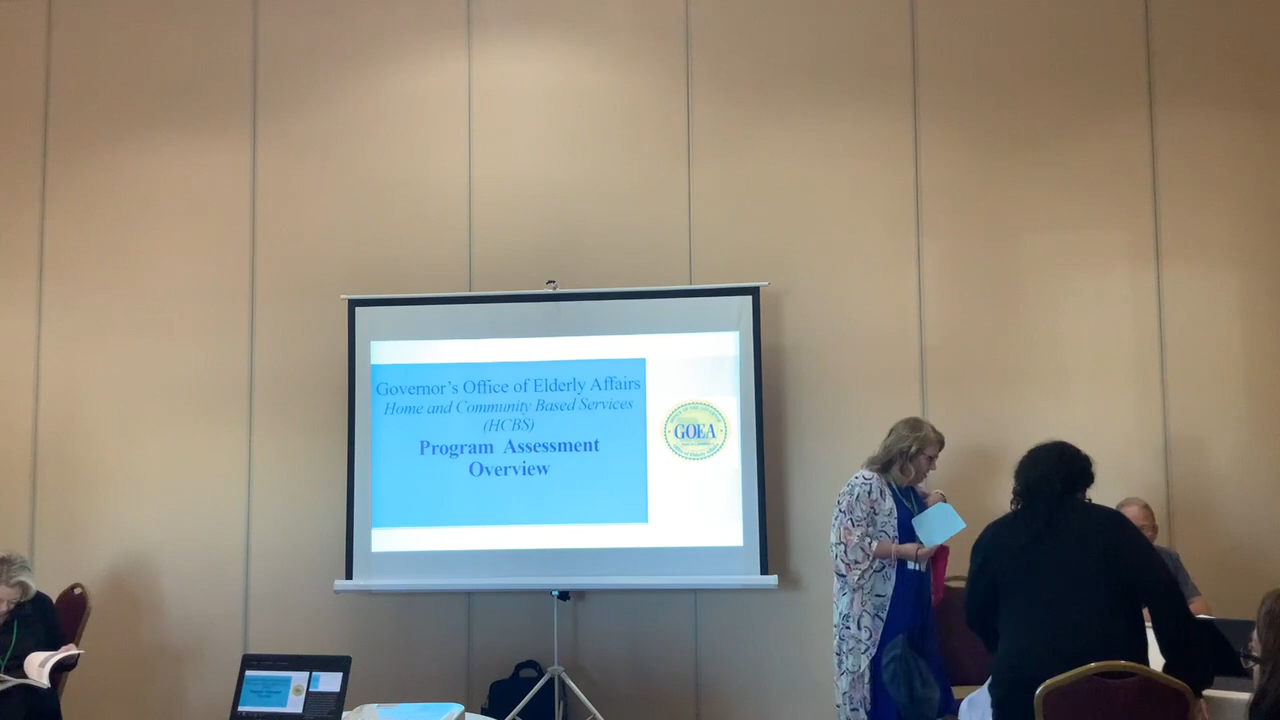 Governor's Office of Elderly Affairs
Home and Community Based Services
(HCBS)
Program Assessment
Overview
GOEA